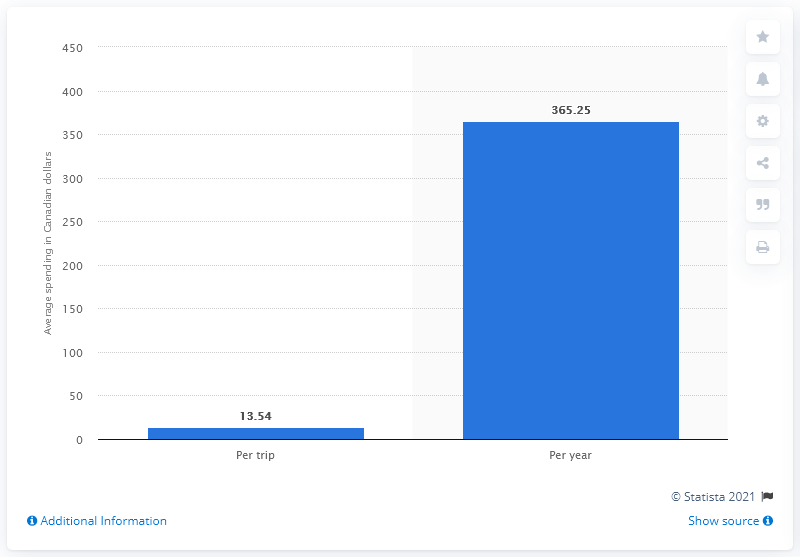 450
400
350
300
250
200
150
100
50
0
Average spending in Canadian dollars
13.54
365.25
Per trip
Per year
© Statista 2021
Additional Information
Show source